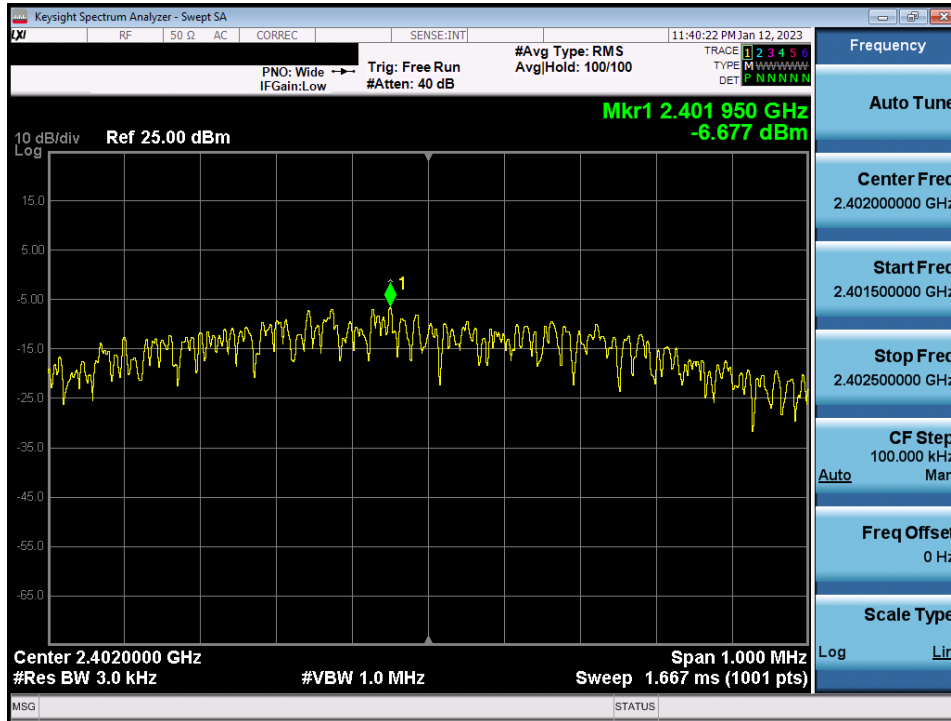 Keysight Spectrum Analyzer - Swept SA
LXI RF 50 Ω AC CORREC SENSE:INT 11:40:22 PM Jan 12, 2023
PNO: Wide
IFGain:Low
Trig: Free Run
#Atten: 40 dB
#Avg Type: RMS
Avg|Hold: 100/100
TRACE 1 2 3 4 5 6
TYPE M W W W W W
DET P N N N N N
Mkr1 2.401 950 GHz
-6.677 dBm
10 dB/div Ref 25.00 dBm
Log
15.0
5.00
-5.00
-15.0
-25.0
-35.0
-45.0
-55.0
-65.0
1
Center 2.4020000 GHz Span 1.000 MHz
#Res BW 3.0 kHz #VBW 1.0 MHz Sweep 1.667 ms (1001 pts)
MSG STATUS
Frequency
Auto Tune
Center Freq
2.402000000 GHz
Start Freq
2.401500000 GHz
Stop Freq
2.402500000 GHz
CF Step
100.000 kHz
Auto Man
Freq Offset
0 Hz
Scale Type
Log Lin